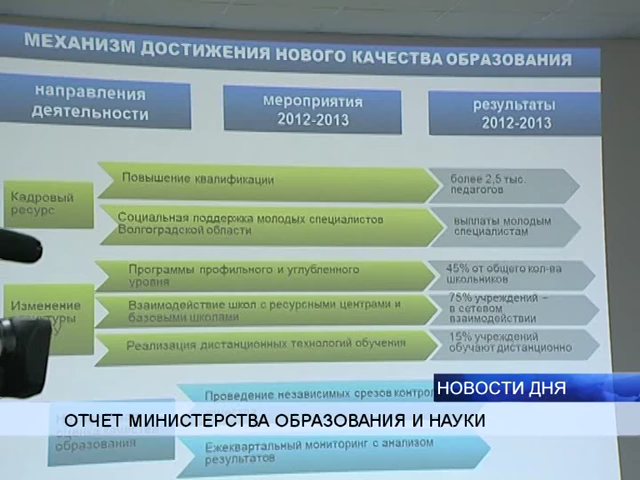 МЕХАНИЗМ ДОСТИЖЕНИЯ НОВОГО КАЧЕСТВА ОБРАЗОВАНИЯ
направления
деятельности
мероприятия
2012-2013
результаты
2012-2013
Кадровый
ресурс
Повышение квалификации
более 2,5 тыс.
педагогов
Социальная поддержка молодых специалистов
Волгоградской области
выплаты молодым
специалистам
Изменение
Программы профильного и углубленного
уровня
45% от общего кол-ва
школьников
Взаимодействие школ с ресурсными центрами и
базовыми школами
75% учреждений –
в сетевом
взаимодействии
Реализация дистанционных технологий обучения
15% учреждений
обучают дистанционно
Проведение независимых срезов
образования
Ежеквартальный мониторинг с анализом
результатов
НОВОСТИ ДНЯ
ОТЧЕТ МИНИСТЕРСТВА ОБРАЗОВАНИЯ И НАУКИ